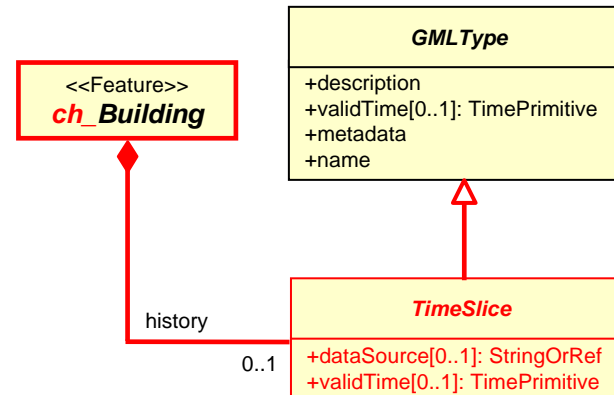 GMLType
+description
+validTime[0..1]: TimePrimitive
+metadata
+name
<<Feature>>
ch_Building
history
0..1
TimeSlice
+dataSource[0..1]: StringOrRef
+validTime[0..1]: TimePrimitive